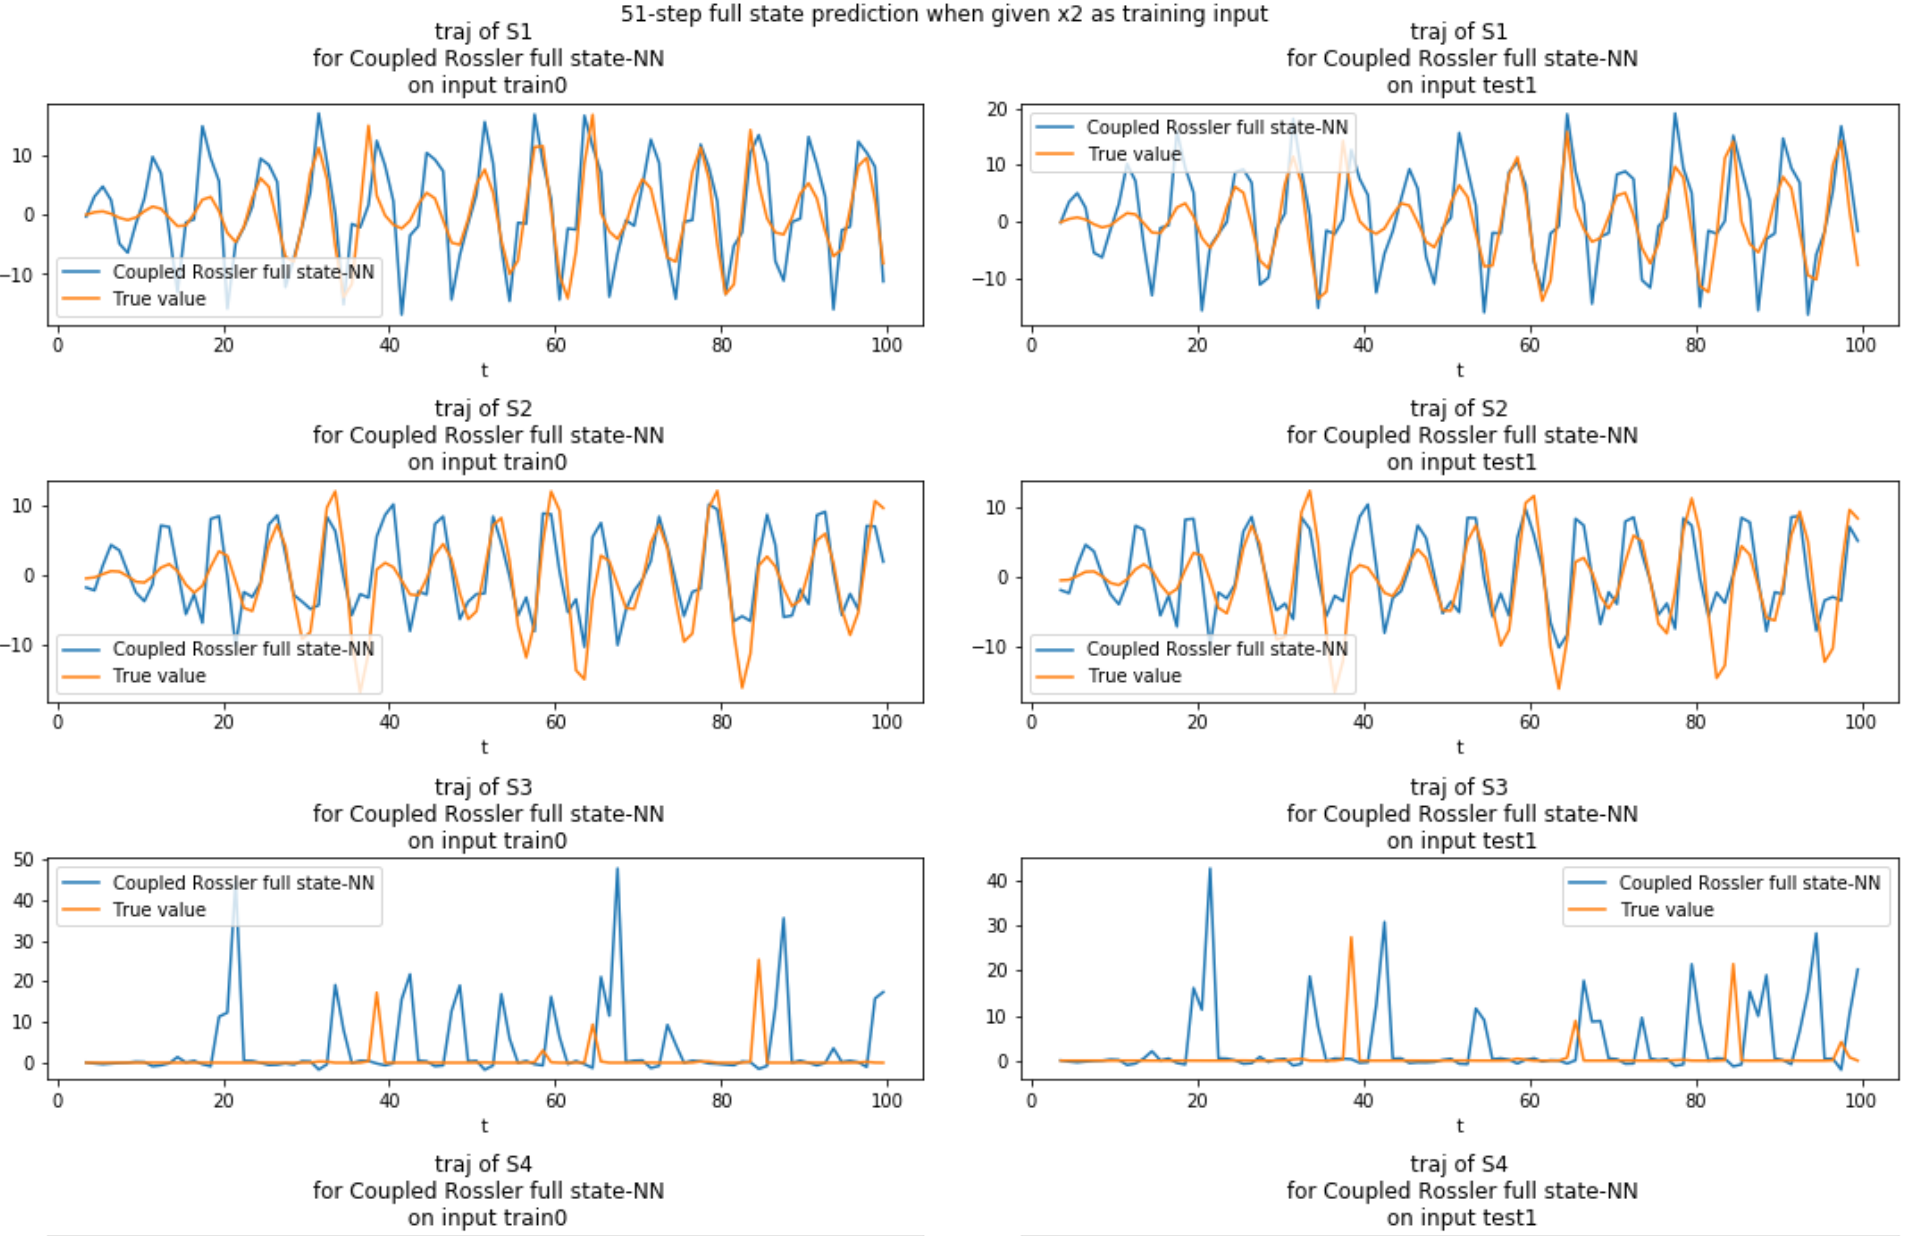 51-step full state prediction when given x2 as training input
traj of S1
for Coupled Rossler full state-NN
on input train0
10
0
−10
Coupled Rossler full state-NN
True value
0 20 40 60 80 100
t
traj of S1
for Coupled Rossler full state-NN
on input test1
20
10
0
−10
Coupled Rossler full state-NN
True value
0 20 40 60 80 100
t
traj of S2
for Coupled Rossler full state-NN
on input train0
10
0
−10
Coupled Rossler full state-NN
True value
0 20 40 60 80 100
t
traj of S2
for Coupled Rossler full state-NN
on input test1
10
0
−10
Coupled Rossler full state-NN
True value
0 20 40 60 80 100
t
traj of S3
for Coupled Rossler full state-NN
on input train0
50
40
30
20
10
0
Coupled Rossler full state-NN
True value
0 20 40 60 80 100
t
traj of S3
for Coupled Rossler full state-NN
on input test1
40
30
20
10
0
Coupled Rossler full state-NN
True value
0 20 40 60 80 100
t
traj of S4
for Coupled Rossler full state-NN
on input train0
traj of S4
for Coupled Rossler full state-NN
on input test1